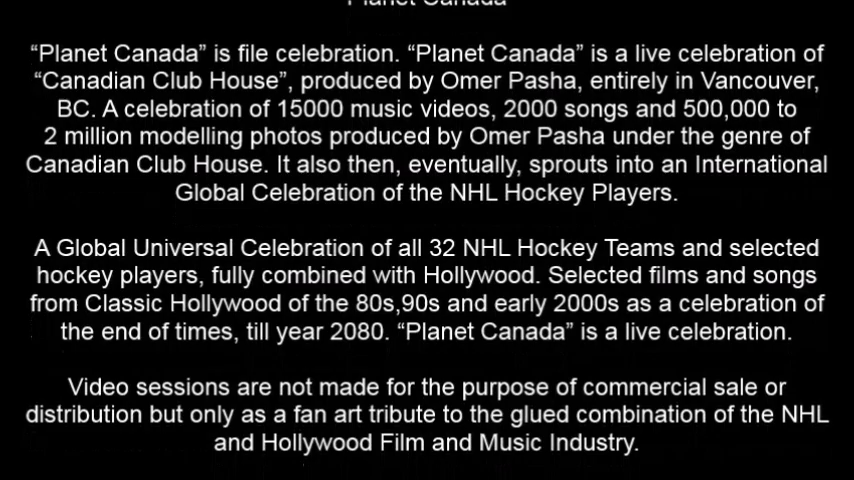 Planet Canada
“Planet Canada” is file celebration. “Planet Canada” is a live celebration of
“Canadian Club House”, produced by Omer Pasha, entirely in Vancouver,
BC. A celebration of 15000 music videos, 2000 songs and 500,000 to
2 million modelling photos produced by Omer Pasha under the genre of
Canadian Club House. It also then, eventually, sprouts into an International
Global Celebration of the NHL Hockey Players.
A Global Universal Celebration of all 32 NHL Hockey Teams and selected
hockey players, fully combined with Hollywood. Selected films and songs
from Classic Hollywood of the 80s,90s and early 2000s as a celebration of
the end of times, till year 2080. “Planet Canada” is a live celebration.
Video sessions are not made for the purpose of commercial sale or
distribution but only as a fan art tribute to the glued combination of the NHL
and Hollywood Film and Music Industry.